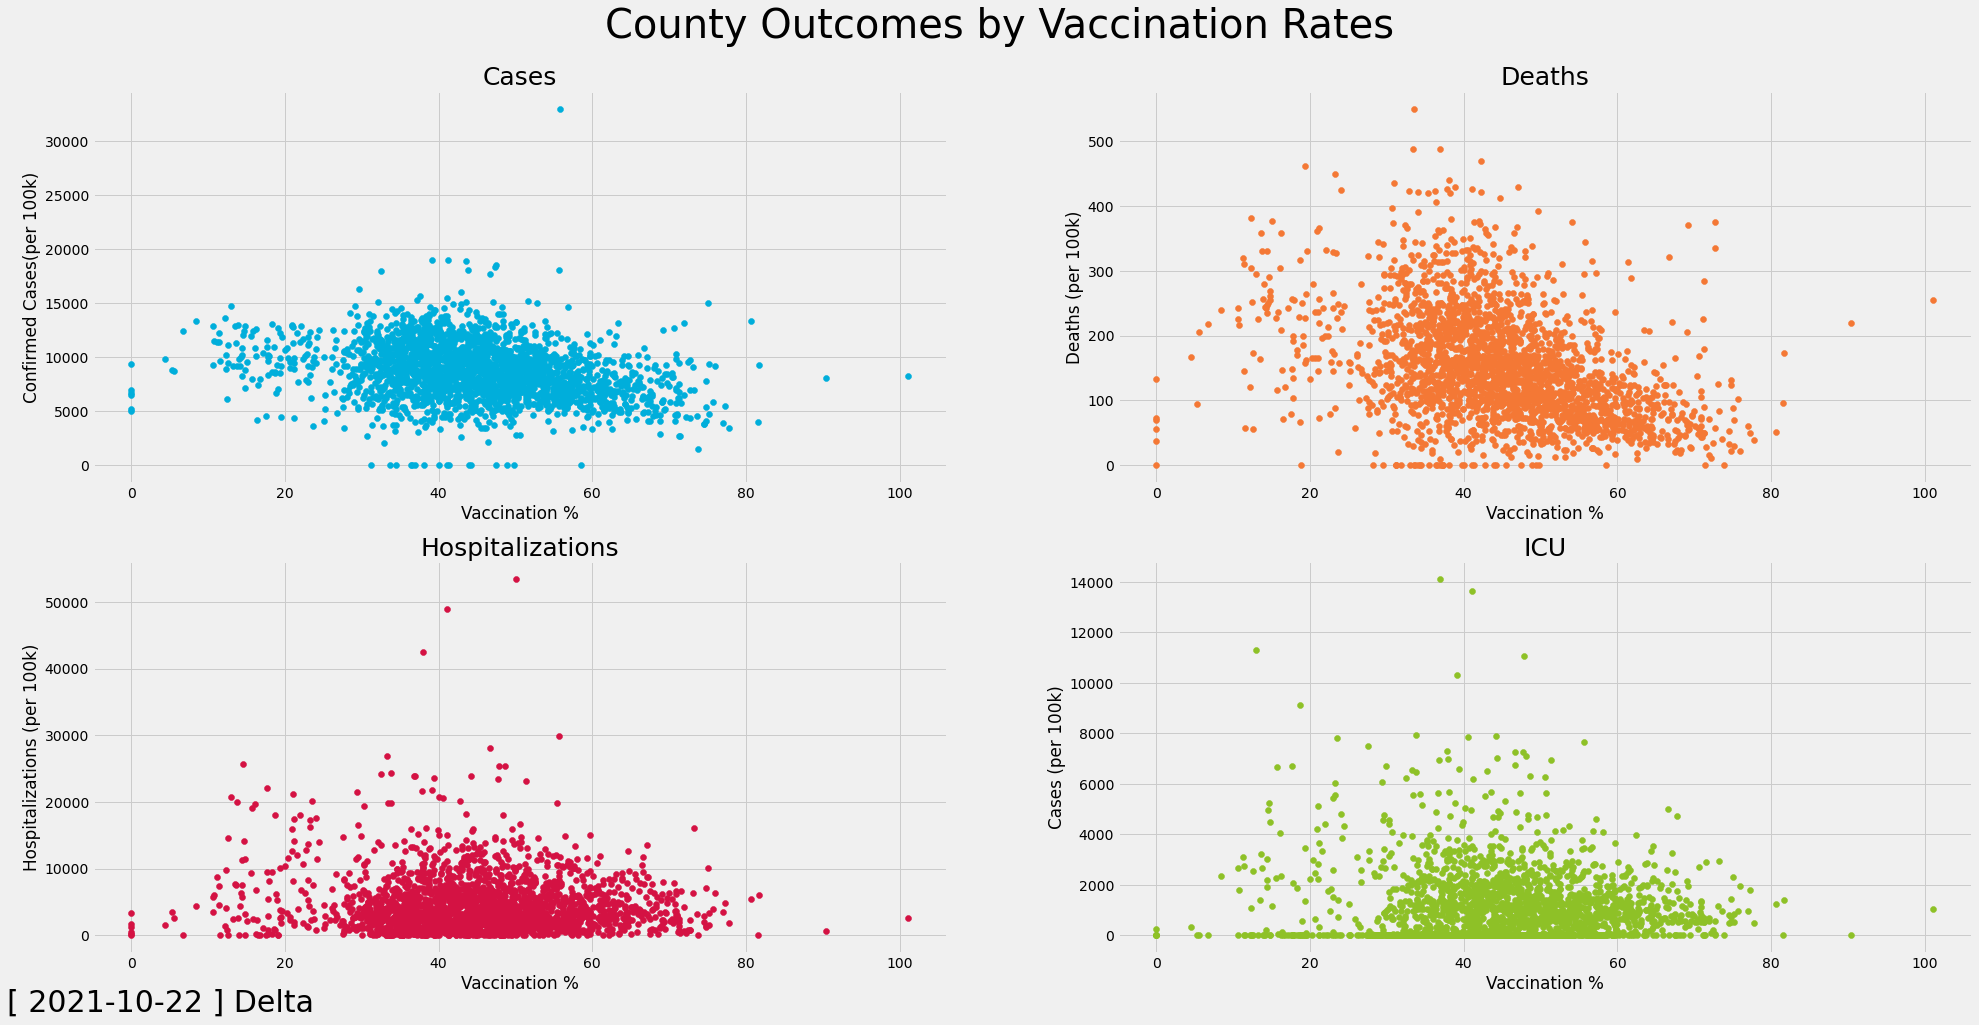 County Outcomes by Vaccination Rates
Cases
Confirmed Cases(per 100k)
30000
25000
20000
15000
10000
5000
0
0 20 40 60 80 100
Vaccination %
Deaths
Deaths (per 100k)
500
400
300
200
100
0
0 20 40 60 80 100
Vaccination %
Hospitalizations
Hospitalizations (per 100k)
50000
40000
30000
20000
10000
0
0 20 40 60 80 100
Vaccination %
ICU
Cases (per 100k)
14000
12000
10000
8000
6000
4000
2000
0
0 20 40 60 80 100
Vaccination %
[ 2021-10-22 ] Delta